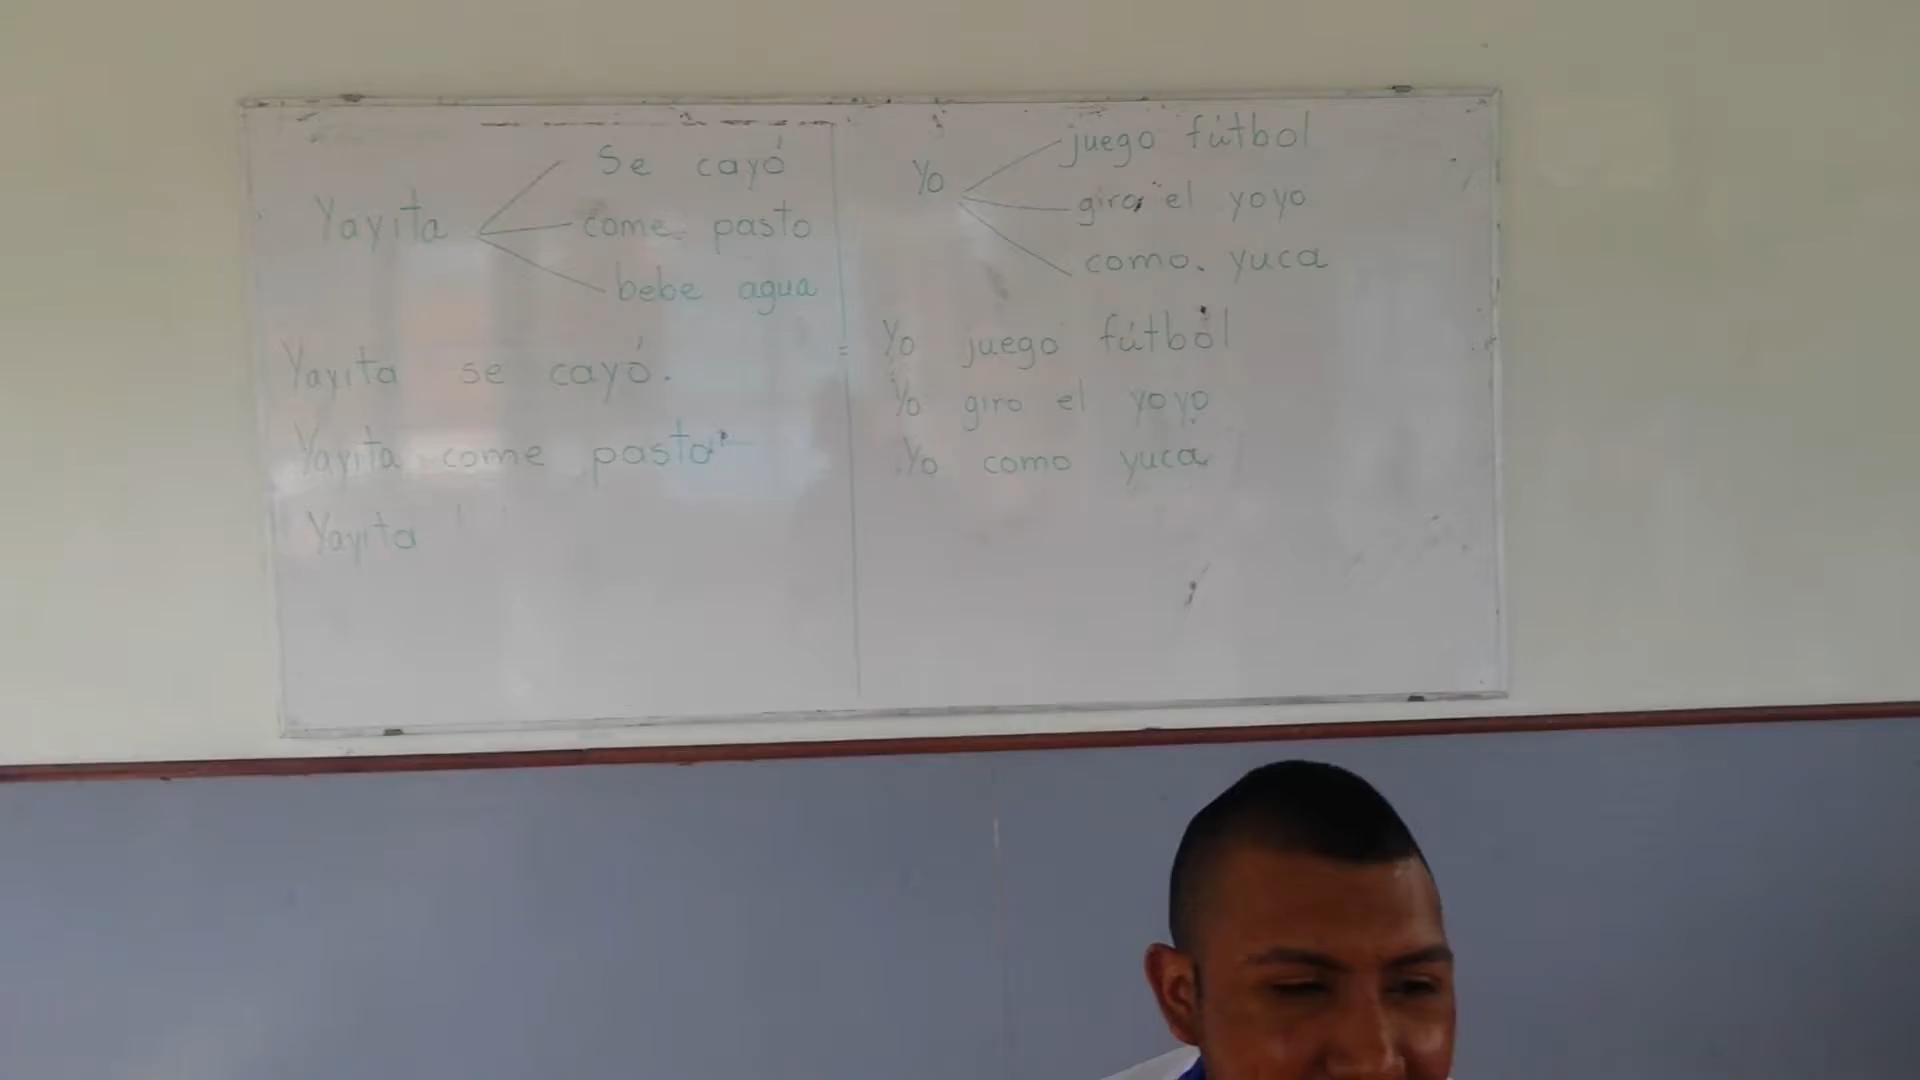 Se cayó
Yayita come pasto
bebe agua
Yayita se cayó.
Yayita come pasto
Yayita
juego fútbol
Yo giro el yoyo
como. yuca
Yo juego fútbol
Yo giro el yoyo
Yo como yuca